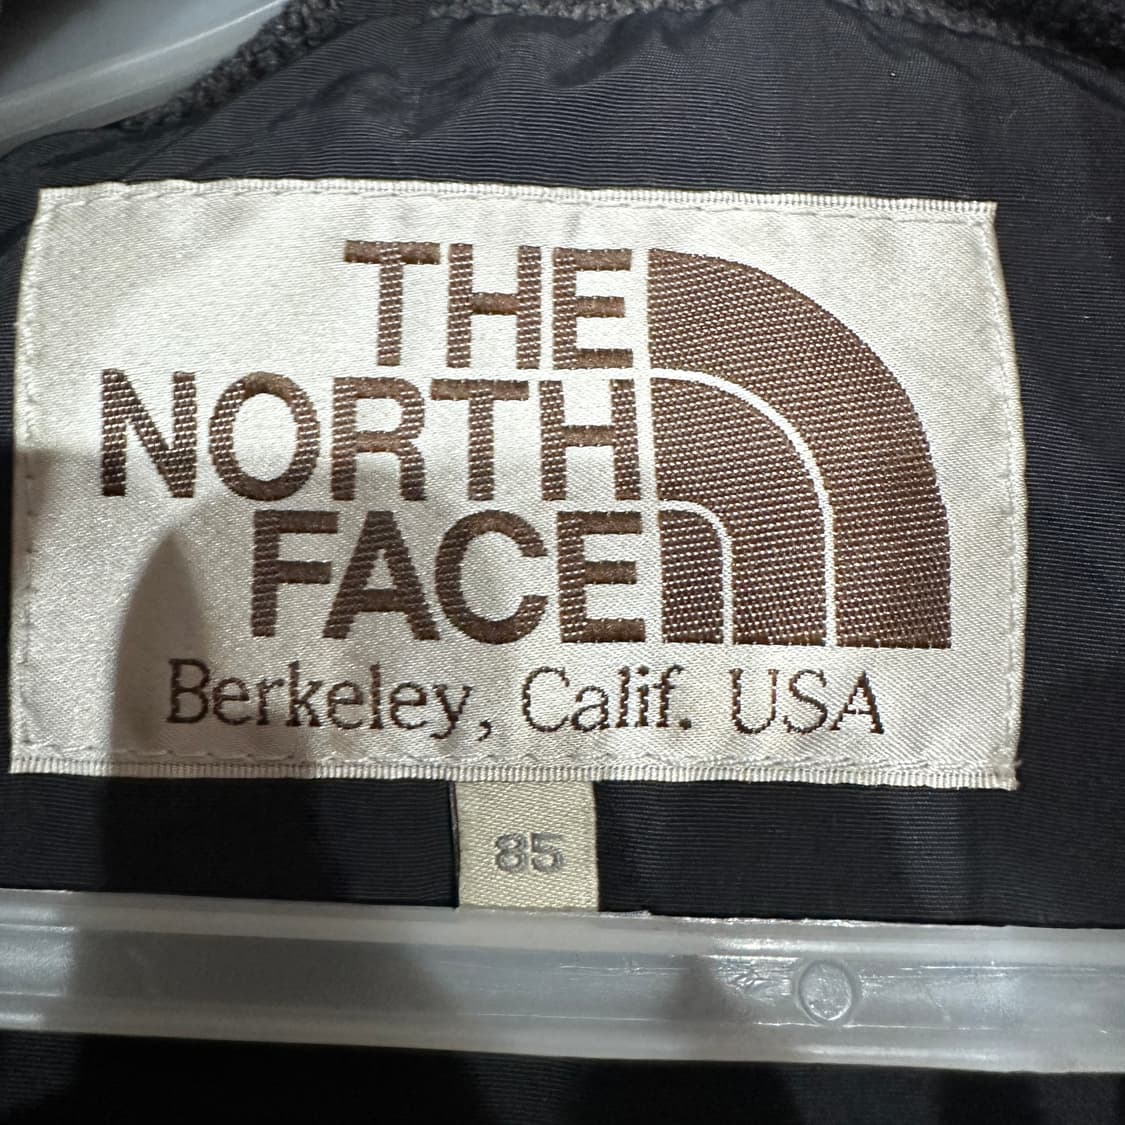 THE
NORTH
FACE
Berkeley, Calif. USA
85